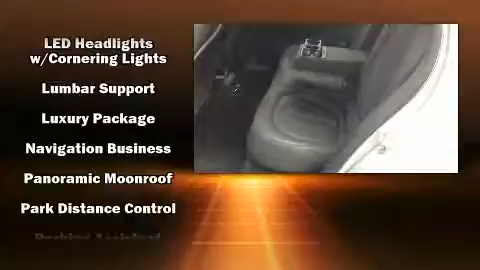 LED Headlights
w/Cornering Lights
Lumbar Support
Luxury Package
Navigation Business
Panoramic Moonroof
Park Distance Control